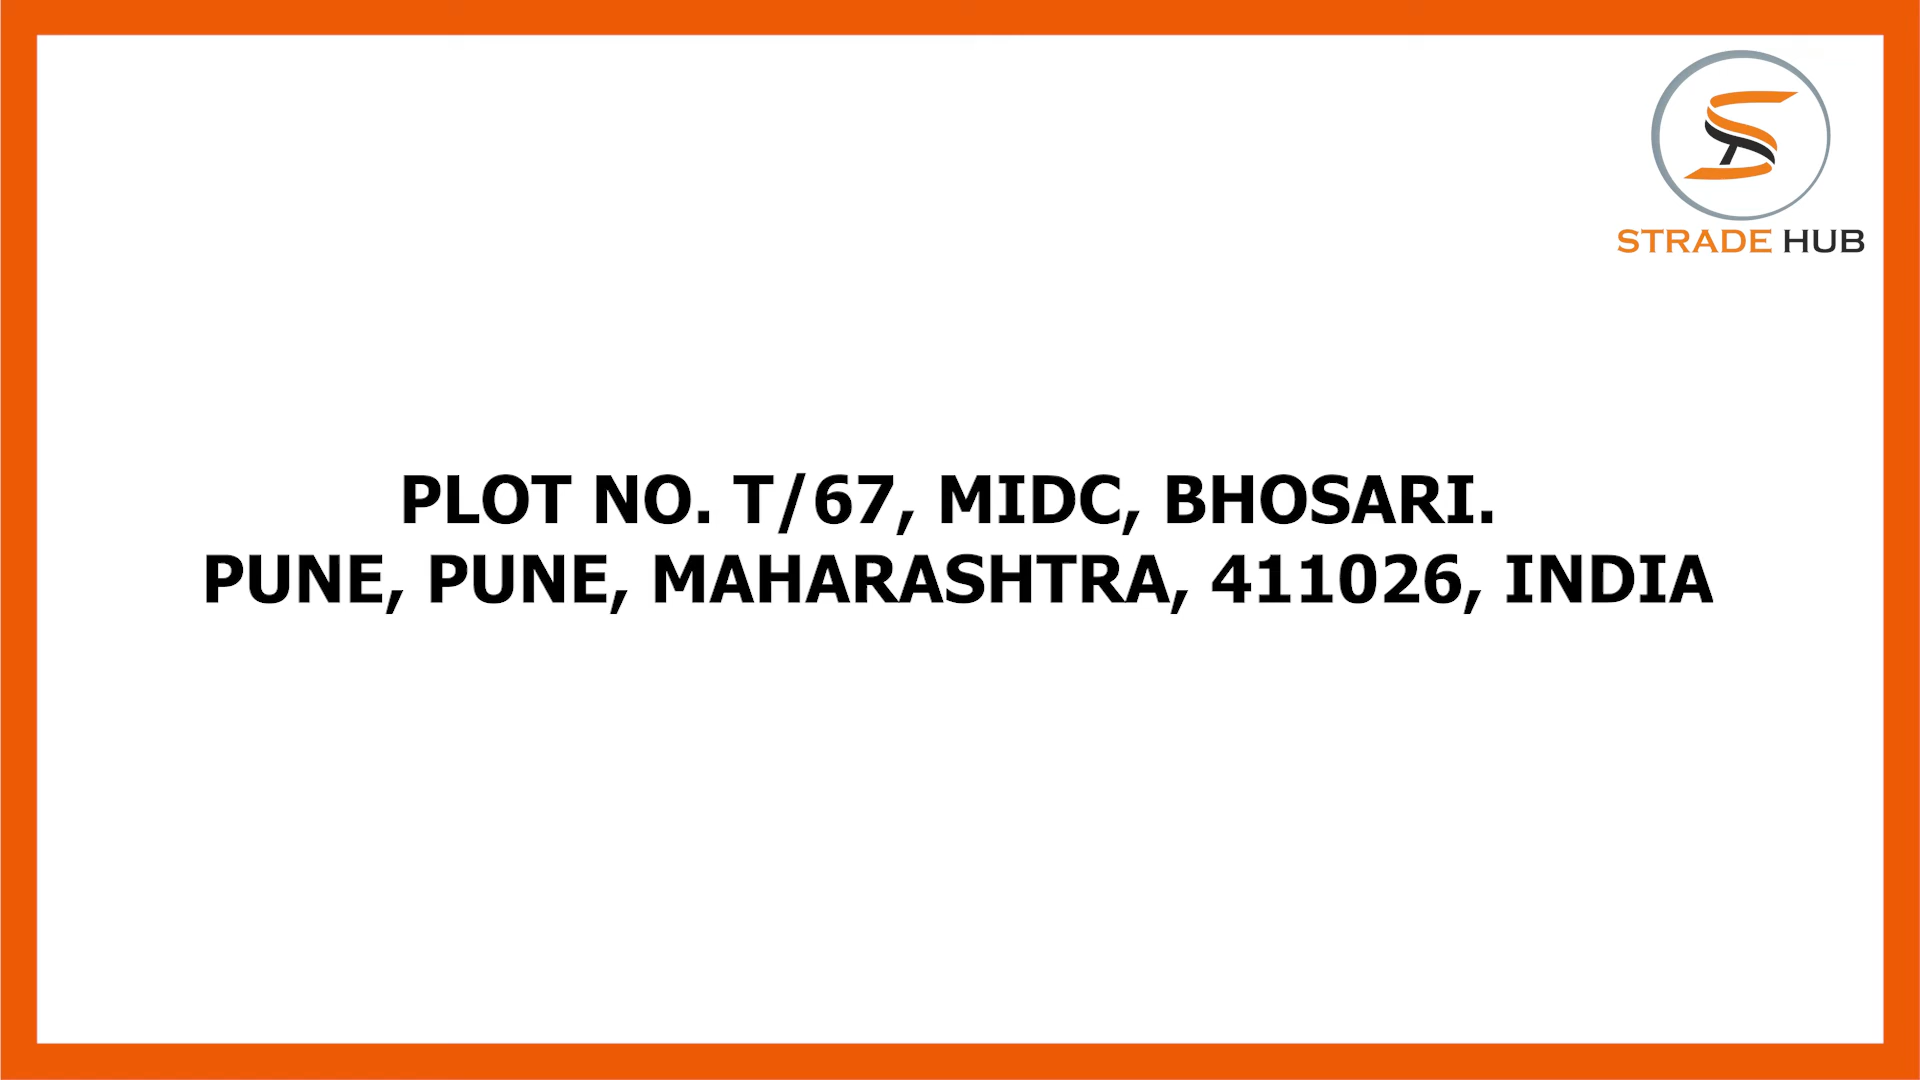 STRADE HUB
PLOT NO. T/67, MIDC, BHOSARI.
PUNE, PUNE, MAHARASHTRA, 411026, INDIA